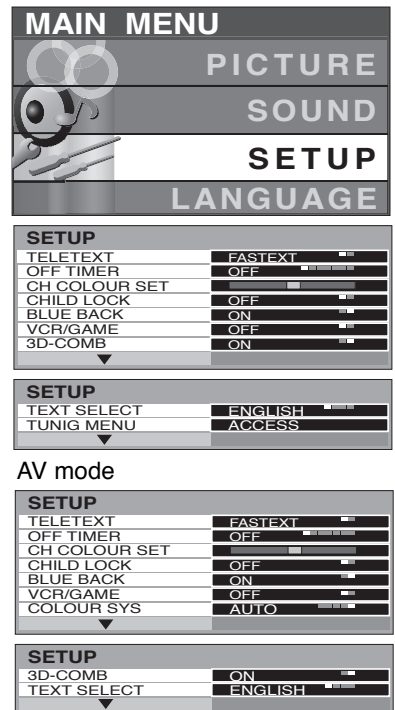 MAIN MENU
PICTURE
SOUND
SETUP
LANGUAGE
SETUP
TELETEXT FASTEXT
OFF TIMER OFF
CH COLOUR SET
CHILD LOCK OFF
BLUE BACK ON
VCR/GAME OFF
3D-COMB ON
SETUP
TEXT SELECT ENGLISH
TUNIG MENU ACCESS
AV mode
SETUP
TELETEXT FASTEXT
OFF TIMER OFF
CH COLOUR SET
CHILD LOCK OFF
BLUE BACK ON
VCR/GAME OFF
COLOUR SYS AUTO
SETUP
3D-COMB ON
TEXT SELECT ENGLISH